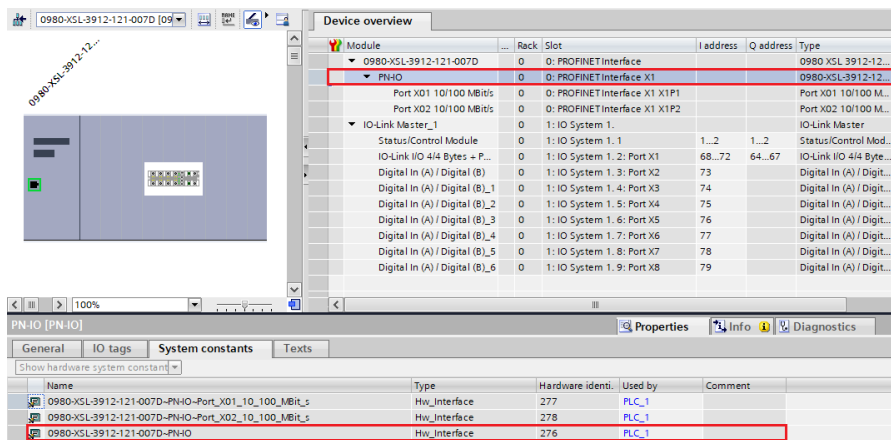 0980-XSL-3912-121-007D [09
Device overview
Module ... Rack Slot I address Q address Type
0980-XSL-3912-121-007D 0 0: PROFINET Interface 0980 XSL 3912-12...
PN-IO 0 0: PROFINET Interface X1 0980-XSL-3912-12...
Port X01 10/100 MBit/s 0 0: PROFINET Interface X1 X1P1 Port X01 10/100 M...
Port X02 10/100 MBit/s 0 0: PROFINET Interface X1 X1P2 Port X02 10/100 M...
IO-Link Master_1 0 1: IO System 1. IO-Link Master
Status/Control Module 0 1: IO System 1. 1 1...2 1...2 Status/Control Mod..
IO-Link I/O 4/4 Bytes + P... 0 1: IO System 1. 2: Port X1 68...72 64...67 IO-Link I/O 4/4 Byte...
Digital In (A) / Digital (B) 0 1: IO System 1. 3: Port X2 73 Digital In (A) / Digit...
Digital In (A) / Digital (B)_1 0 1: IO System 1. 4: Port X3 74 Digital In (A) / Digit...
Digital In (A) / Digital (B)_2 0 1: IO System 1. 5: Port X4 75 Digital In (A) / Digit...
Digital In (A) / Digital (B)_3 0 1: IO System 1. 6: Port X5 76 Digital In (A) / Digit...
Digital In (A) / Digital (B)_4 0 1: IO System 1. 7: Port X6 77 Digital In (A) / Digit...
Digital In (A) / Digital (B)_5 0 1: IO System 1. 8: Port X7 78 Digital In (A) / Digit...
Digital In (A) / Digital (B)_6 0 1: IO System 1. 9: Port X8 79 Digital In (A) / Digit...
0980-XSL-3912-12...
100%
PN-IO [PN-IO] Properties Info Diagnostics
General IO tags System constants Texts
Show hardware system constant
Name Type Hardware identi. Used by Comment
0980-XSL-3912-121-007D~PN-IO~Port_X01_10_100_MBit_s Hw_Interface 277 PLC_1
0980-XSL-3912-121-007D~PN-IO~Port_X02_10_100_MBit_s Hw_Interface 278 PLC_1
0980-XSL-3912-121-007D~PN-IO Hw_Interface 276 PLC_1